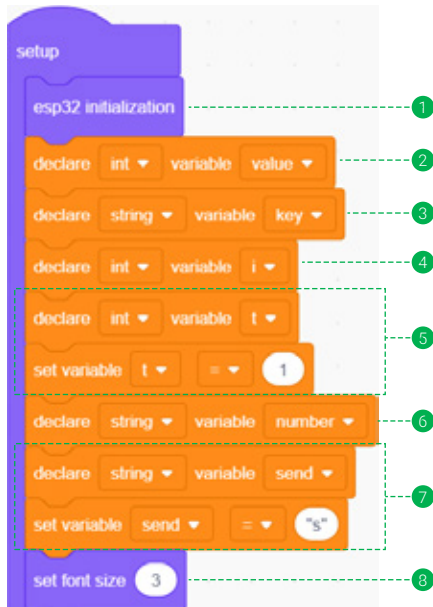 setup
esp32 initialization 1
declare int variable value 2
declare string variable key 3
declare int variable i 4
declare int variable t
5
set variable t = 1
declare string variable number 6
declare string variable send
7
set variable send = "s"
set font size 3 8